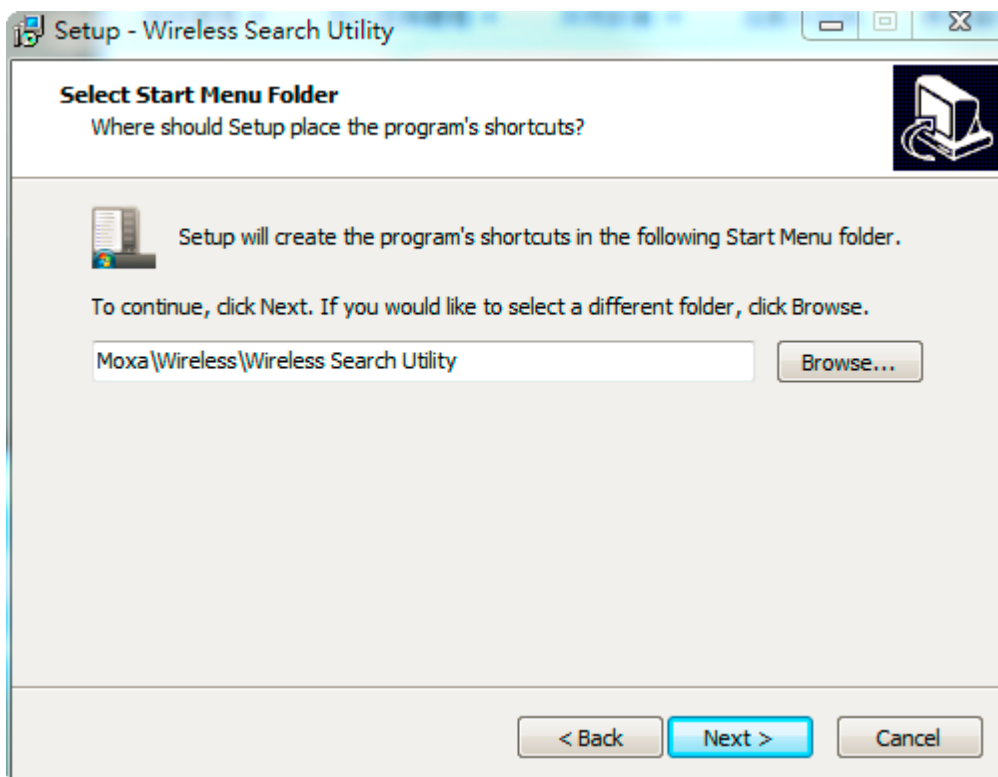 Setup - Wireless Search Utility
Select Start Menu Folder
Where should Setup place the program's shortcuts?
Setup will create the program's shortcuts in the following Start Menu folder.
To continue, click Next. If you would like to select a different folder, click Browse.
Moxa\Wireless\Wireless Search Utility
Browse...
< Back
Next >
Cancel